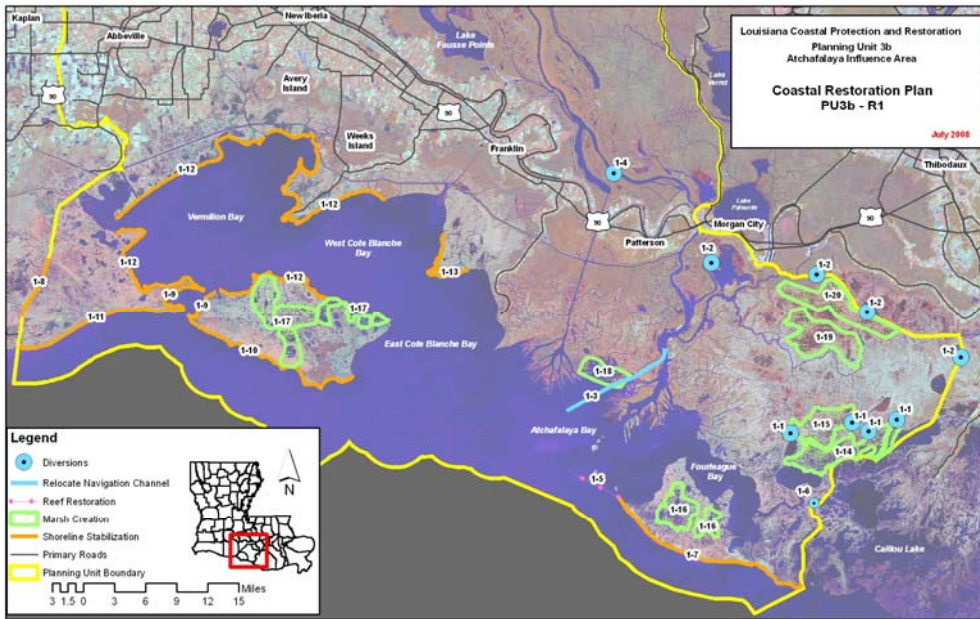 Kaplan
Abbeville
New Iberia
Lake
Fausse Pointe
Avery
Island
90
90
Weeks
Island
Franklin
1-4
Lake
Verret
Louisiana Coastal Protection and Restoration
Planning Unit 3b
Atchafalaya Influence Area
Coastal Restoration Plan
PU3b - R1
July 2008
Thibodaux
1-12
Vermilion Bay
1-12
West Cote Blanche
Bay
90
Patterson
Lake
Palourde
Morgan City
90
1-12
1-13
1-2
1-2
1-8
1-9
1-9
1-12
1-17
1-17
1-20
1-2
1-11
1-10
East Cote Blanche Bay
1-19
1-2
1-18
1-3
Atchafalaya Bay
1-1
1-15
1-1
1-1
1-1
1-14
Fourleague
Bay
1-5
1-6
1-16
1-16
1-7
Caillou Lake
Legend
Diversions
Relocate Navigation Channel
Reef Restoration
Marsh Creation
Shoreline Stabilization
Primary Roads
Planning Unit Boundary
N
Miles
3 1.5 0 3 6 9 12 15